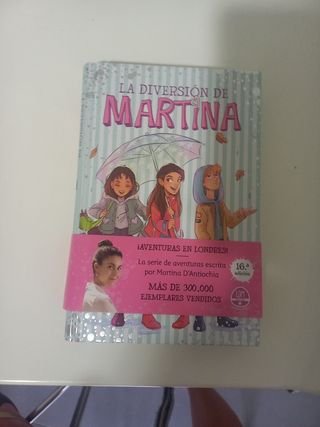 LA DIVERSIÓN DE
MARTINA
¡AVENTURAS EN LONDRES!
La serie de aventuras escrita
por Martina D'Antiochia
16.ª
edición
MÁS DE 300.000
EJEMPLARES VENDIDOS